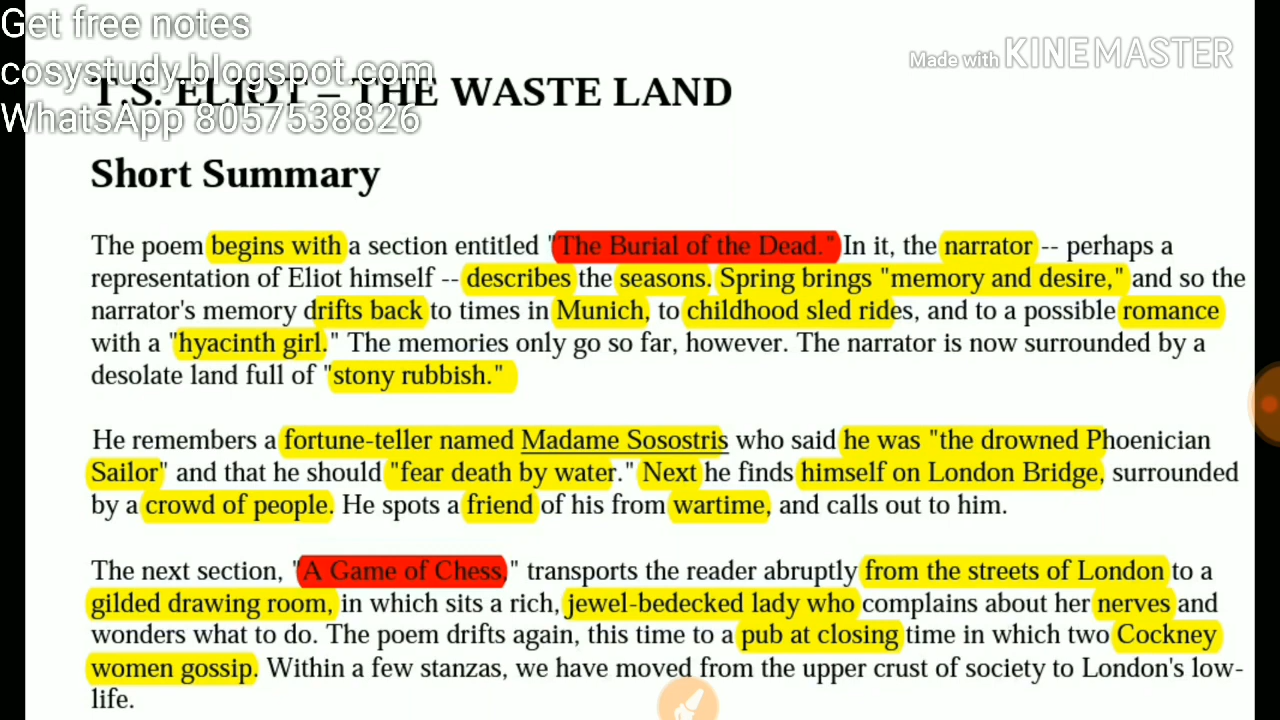 Get free notes
cosystudy.blogspot.com
WhatsApp 8057538826
Made with KINEMASTER
T.S. ELIOT – THE WASTE LAND
Short Summary
The poem begins with a section entitled "The Burial of the Dead." In it, the narrator -- perhaps a
representation of Eliot himself -- describes the seasons. Spring brings "memory and desire," and so the
narrator's memory drifts back to times in Munich, to childhood sled rides, and to a possible romance
with a "hyacinth girl." The memories only go so far, however. The narrator is now surrounded by a
desolate land full of "stony rubbish."
He remembers a fortune-teller named Madame Sosostris who said he was "the drowned Phoenician
Sailor" and that he should "fear death by water." Next he finds himself on London Bridge, surrounded
by a crowd of people. He spots a friend of his from wartime, and calls out to him.
The next section, "A Game of Chess," transports the reader abruptly from the streets of London to a
gilded drawing room, in which sits a rich, jewel-bedecked lady who complains about her nerves and
wonders what to do. The poem drifts again, this time to a pub at closing time in which two Cockney
women gossip. Within a few stanzas, we have moved from the upper crust of society to London's low-
life.